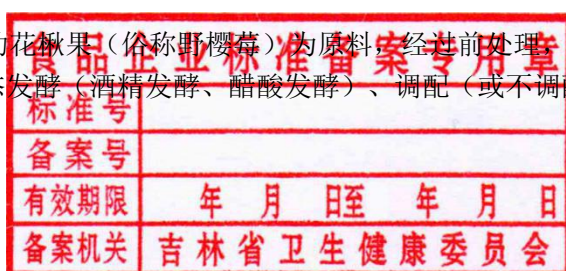 的花楸果（俗称野樱莓）为原料，经过前处理，
食品企业标准备案专用章
发酵（酒精发酵、醋酸发酵）、调配（或不调配
标准号
备案号
有效期限 年 月 日至 年 月 日
备案机关 吉林省卫生健康委员会